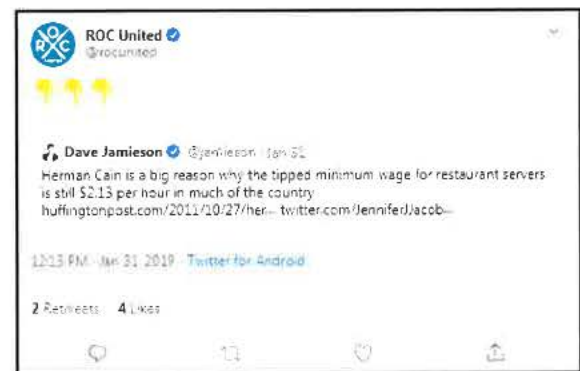 ROC United
@rocunited
Dave Jamieson @jamieson · Jan 31
Herman Cain is a big reason why the tipped minimum wage for restaurant servers
is still $2.13 per hour in much of the country
huffingtonpost.com/2011/10/27/her… twitter.com/JenniferJJacob…
12:13 PM · Jan 31, 2019 · Twitter for Android
2 Retweets 4 Likes